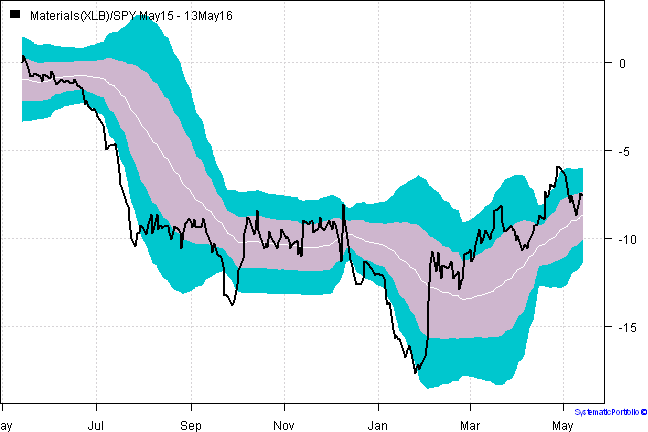 Materials(XLB)/SPY May15 - 13May16
0
-5
-10
-15
ay Jul Sep Nov Jan Mar May
SystematicPortfolio ©